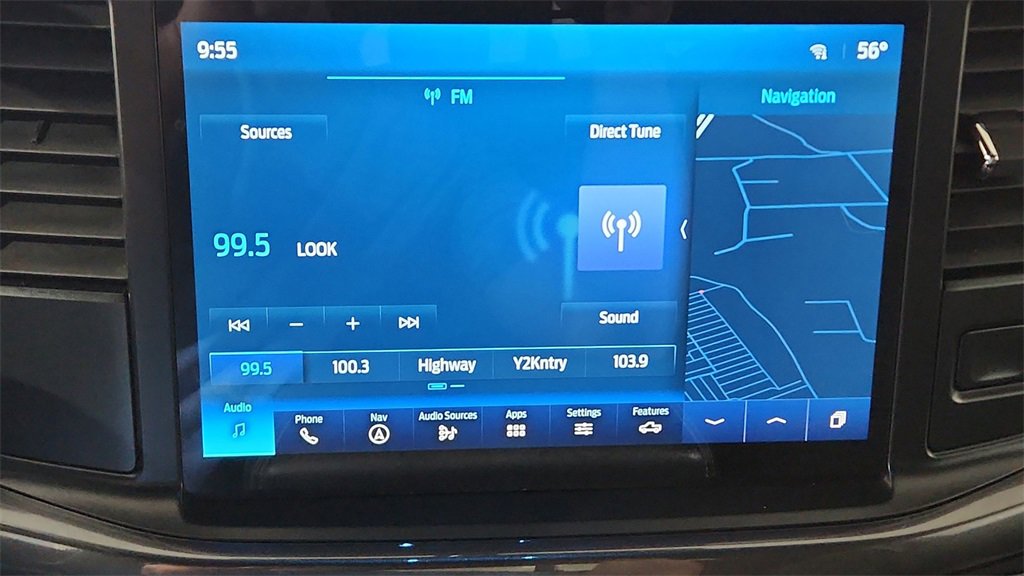 9:55
56°
FM
Navigation
Sources
Direct Tune
99.5 LOOK
Sound
99.5 100.3 Highway Y2Kntry 103.9
Audio Phone Nav Audio Sources Apps Settings Features